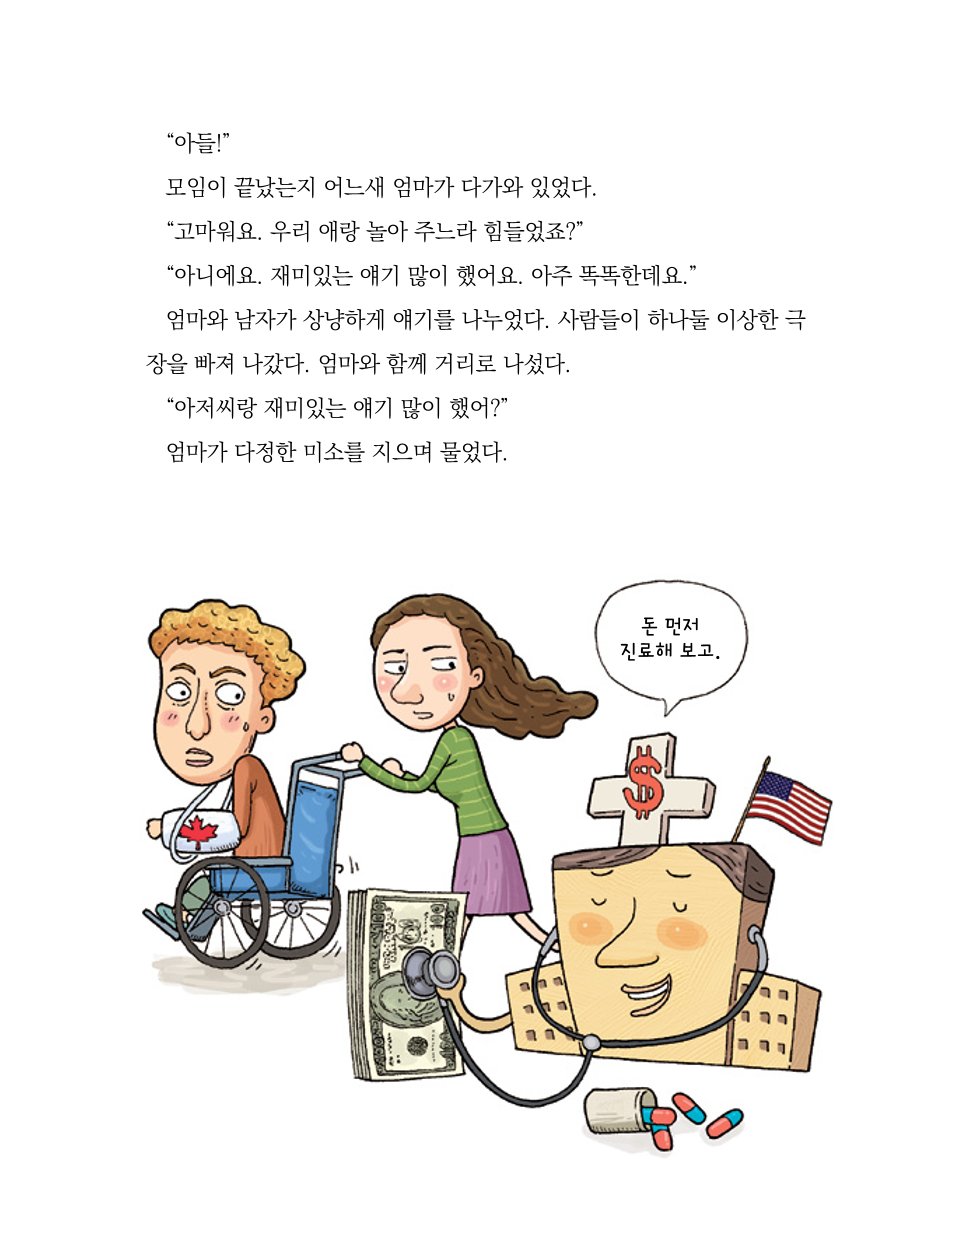 “아들!”
모임이 끝났는지 어느새 엄마가 다가와 있었다.
“고마워요. 우리 애랑 놀아 주느라 힘들었죠?”
“아니에요. 재미있는 얘기 많이 했어요. 아주 똑똑한데요.”
엄마와 남자가 상냥하게 얘기를 나누었다. 사람들이 하나둘 이상한 극
장을 빠져 나갔다. 엄마와 함께 거리로 나섰다.
“아저씨랑 재미있는 얘기 많이 했어?”
엄마가 다정한 미소를 지으며 물었다.
돈 먼저
진료해 보고.
$
100